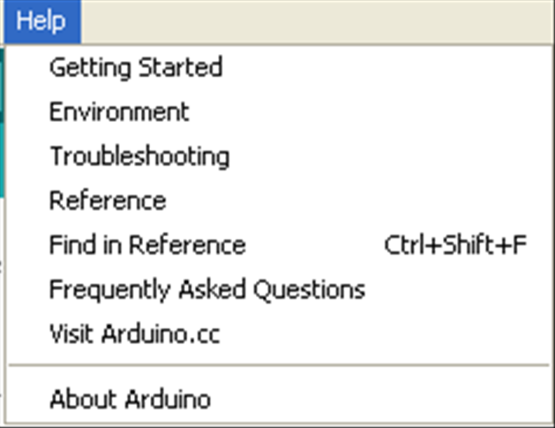 Help
Getting Started
Environment
Troubleshooting
Reference
Find in Reference Ctrl+Shift+F
Frequently Asked Questions
Visit Arduino.cc
About Arduino